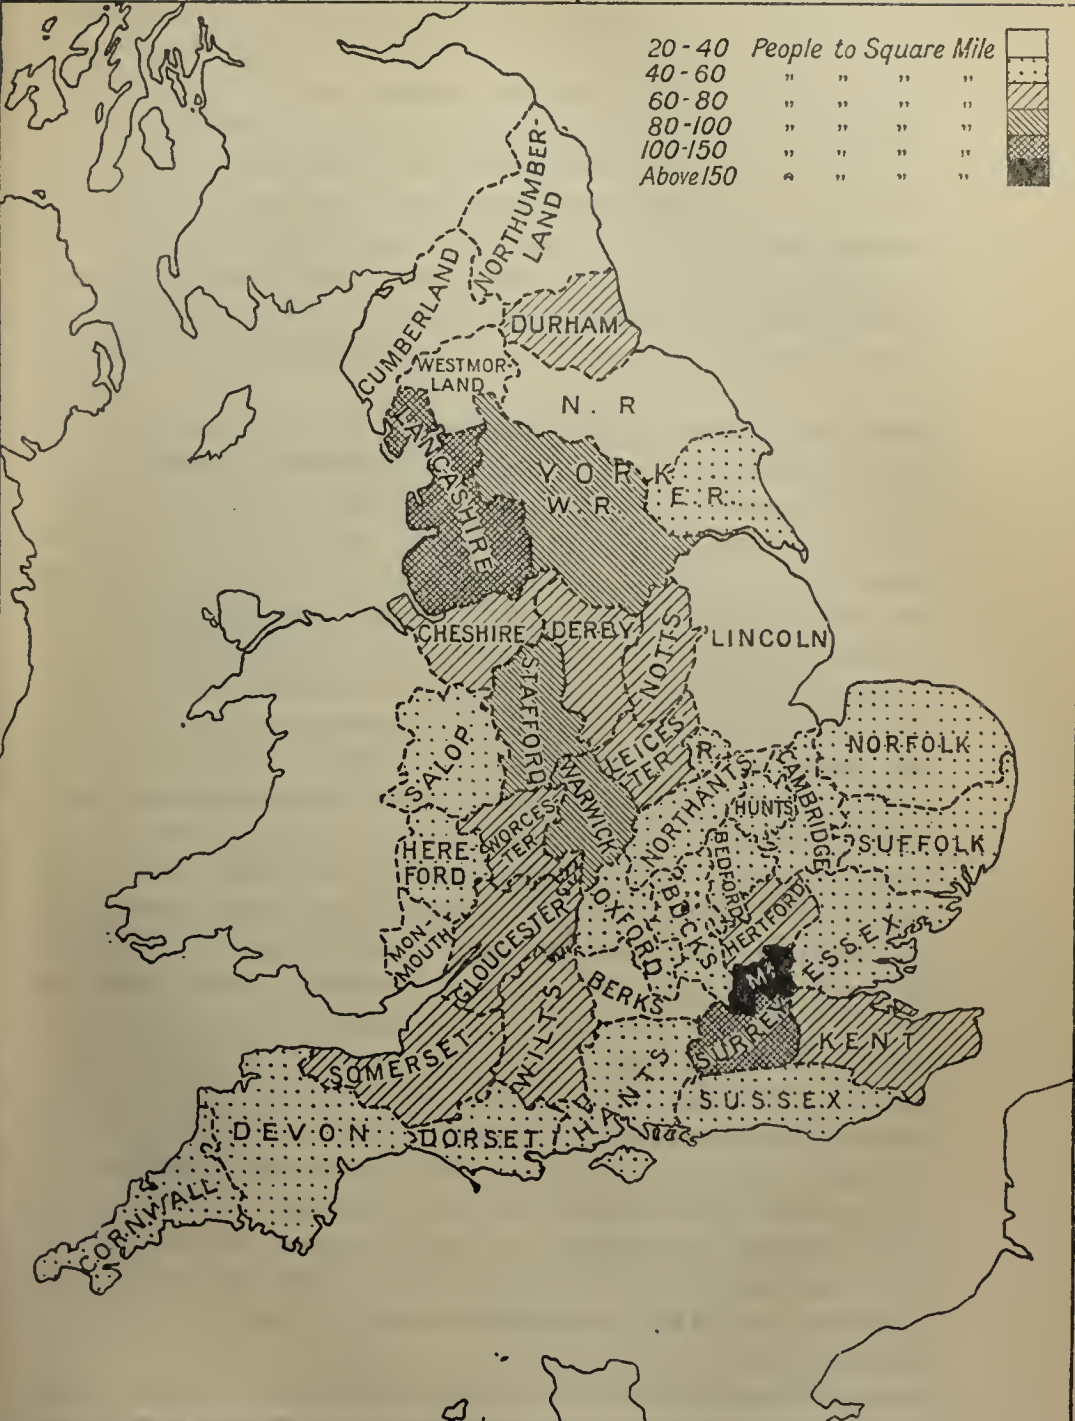 20-40 People to Square Mile
40-60 " " " "
60-80 " " " "
80-100 " " " "
100-150 " " " "
Above 150 " " " "
NORTHUMBER-
LAND
CUMBERLAND
DURHAM
WESTMOR-
LAND
N. R
LANCASHIRE
YORK
W.R.
E.R.
CHESHIRE
DERBY
NOTTS
LINCOLN
STAFFORD
SALOP
LEICES
TER
R
NORFOLK
WARWICK
NORTHANTS
HUNTS
CAMBRIDGE
SUFFOLK
WORCES
TER
HERE-
FORD
BEDFORD
HERTFORD
BUCKS
OXFORD
ESSEX
MON
MOUTH
GLOUCESTER
BERKS
SURREY
KENT
SOMERSET
WILTS
HANTS
SUSSEX
DEVON
DORSET
CORNWALL